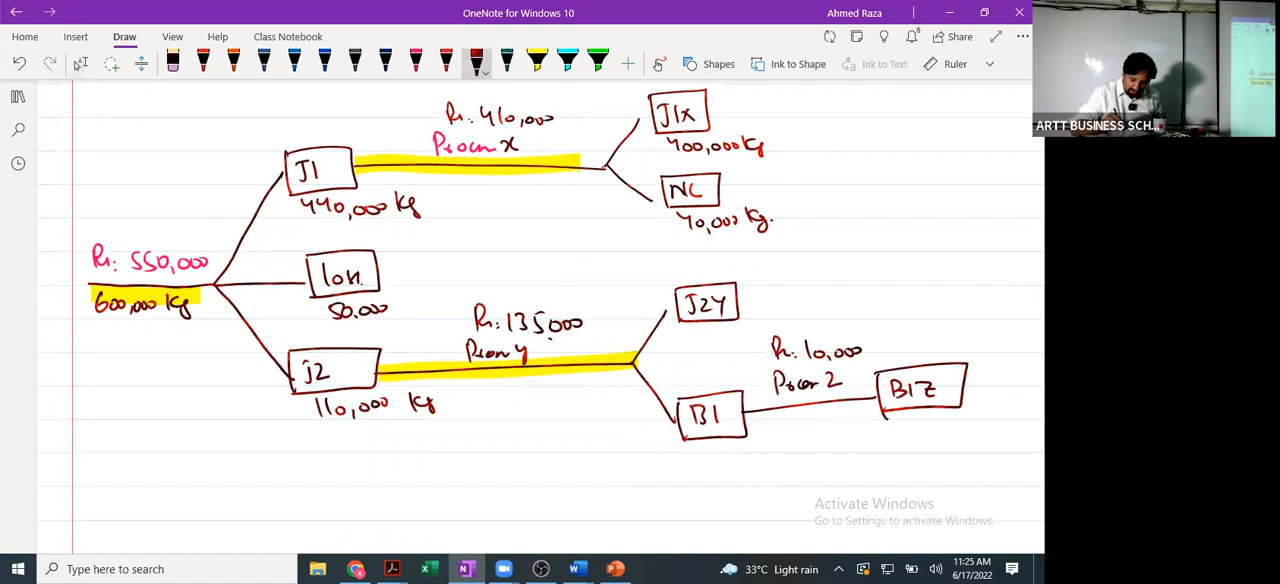 OneNote for Windows 10
Ahmed Raza
Home Insert Draw View Help Class Notebook
6
Share
Shapes
Ink to Shape
Ink to Text
Ruler
ARTT BUSINESS SCH...
Rs: 410,000
Process X
J1X
400,000kg
J1
440,000 kg
NL
40,000 kg.
Rs: 550,000
600,000 kg
loss.
50,000
Rs: 135,000
Process Y
J2Y
j2
110,000 kg
Rs: 10,000
Process Z
B1
B1Z
Activate Windows
Go to Settings to activate Windows.
Type here to search
33°C Light rain
11:25 AM
6/17/2022